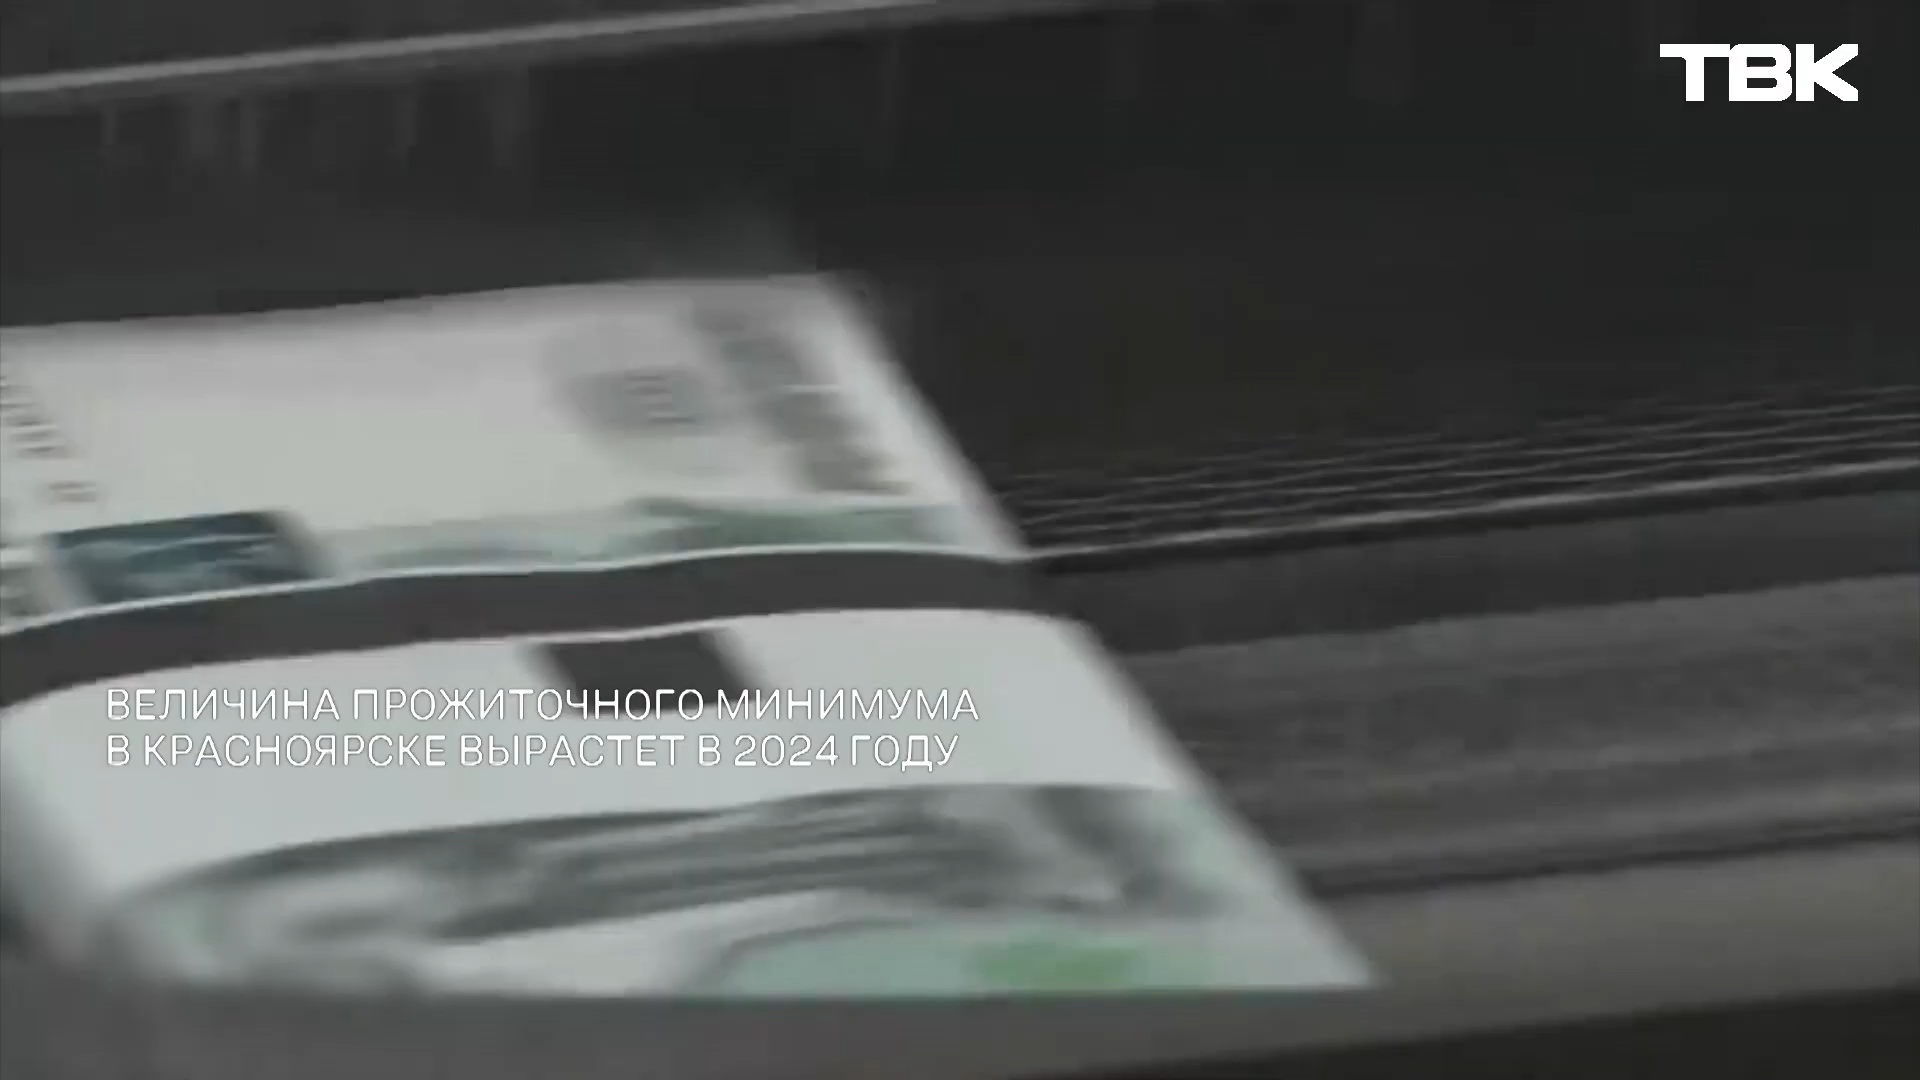 ТВК
ВЕЛИЧИНА ПРОЖИТОЧНОГО МИНИМУМА
В КРАСНОЯРСКЕ ВЫРАСТЕТ В 2024 ГОДУ